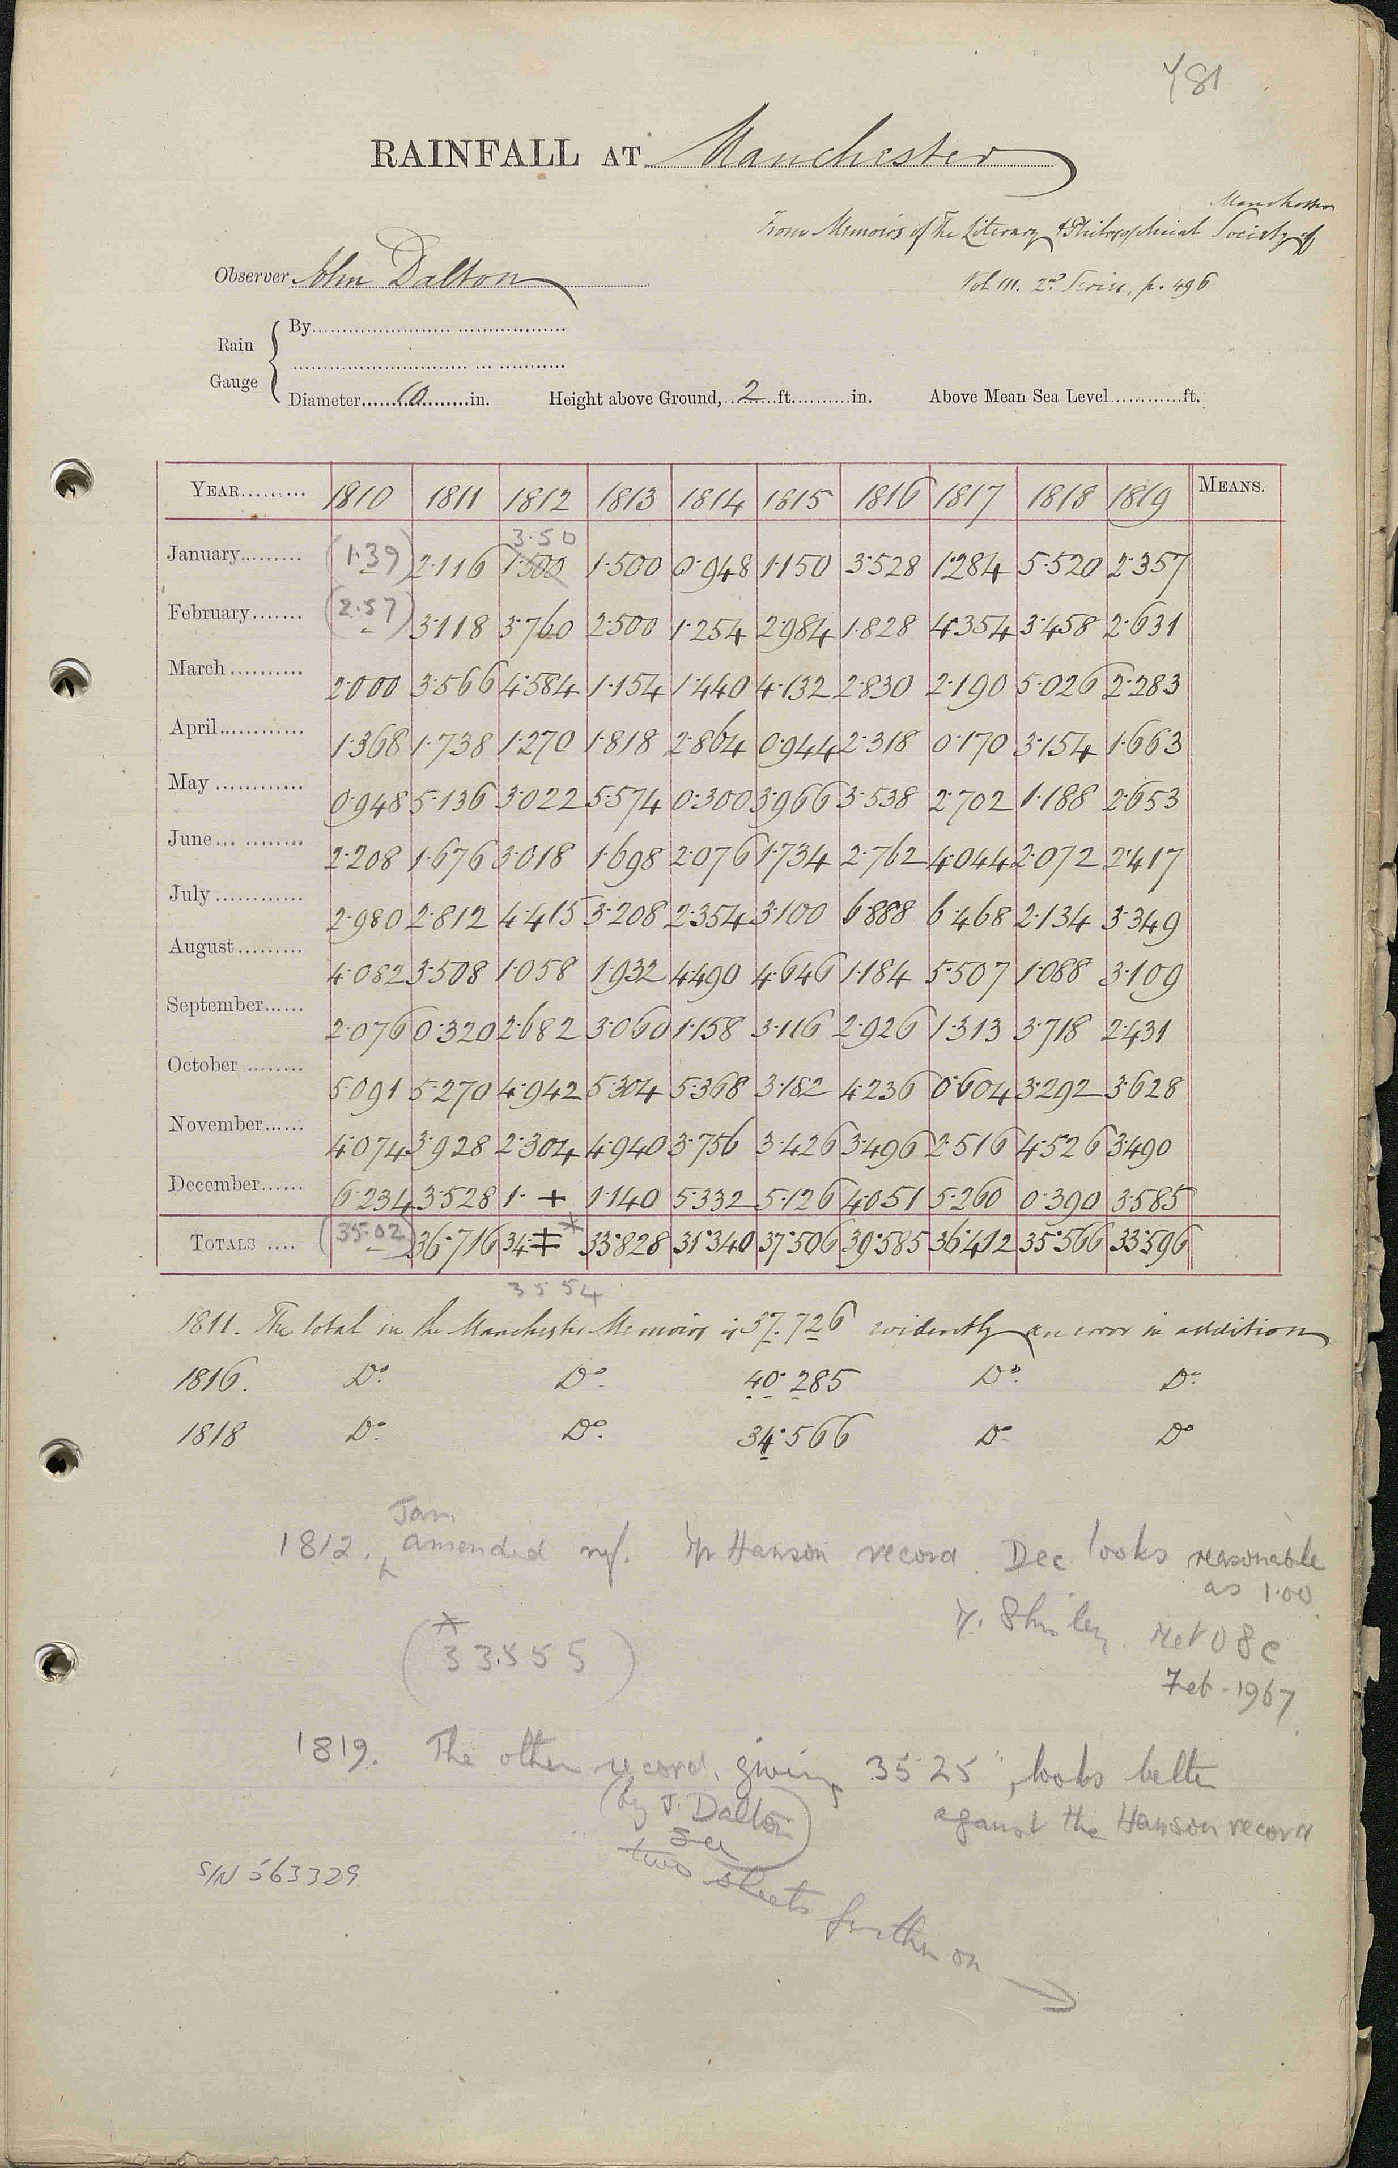 481
RAINFALL AT Manchester
Manchester
From Memoirs of the Literary & Philosophical Society of
Vol III. 2nd Series, p. 496
Observer John Dalton
Rain Gauge { By
Diameter 10 in. Height above Ground, 2 ft. in. Above Mean Sea Level ft.
YEAR 1810 1811 1812 1813 1814 1815 1816 1817 1818 1819 MEANS.
3.50
January (1.39) 2.116 1.500 1.500 0.948 1.150 3.528 1.284 5.520 2.357
February (2.57) 3.118 3.760 2.500 1.254 2.984 1.828 4.354 3.458 2.631
March 2.000 3.566 4.584 1.154 1.440 4.132 2.830 2.190 5.026 2.283
April 1.368 1.738 1.270 1.818 2.864 0.944 2.318 0.170 3.154 1.663
May 0.948 5.136 3.022 5.574 0.300 3.966 3.538 2.702 1.188 2.653
June 2.208 1.676 3.018 1.698 2.076 1.734 2.762 4.044 2.072 2.417
July 2.980 2.812 4.415 3.208 2.354 3.100 6.888 6.468 2.134 3.349
August 4.082 3.508 1.058 1.932 4.490 4.646 1.184 5.507 1.088 3.109
September 2.076 0.320 2.682 3.060 1.158 3.116 2.926 1.313 3.718 2.431
October 5.091 5.270 4.942 5.304 5.368 3.182 4.236 0.604 3.292 3.628
November 4.074 3.928 2.304 4.940 3.756 3.426 3.496 2.516 4.526 3.490
December 6.234 3.528 1. + 1.140 5.332 5.126 4.051 5.260 0.390 3.585
TOTALS (35.02) 36.716 34.‡ * 33.828 31.340 37.506 39.585 36.412 35.566 33.596
35 54
1811. The total in the Manchester Memoirs is 37.726 evidently an error in addition
1816. Do. Do. 40.285 Do. Do.
1818 Do. Do. 34.566 Do. Do
Jan
1812. amended ref. Hanson record. Dec looks reasonable
as 1.00
Met O 8c
Feb. 1967
*
(33.555)
1819. The other record, giving 35.25", looks better
(by J. Dalton) against the Hanson record
see
two sheets further on →
S/N 563329